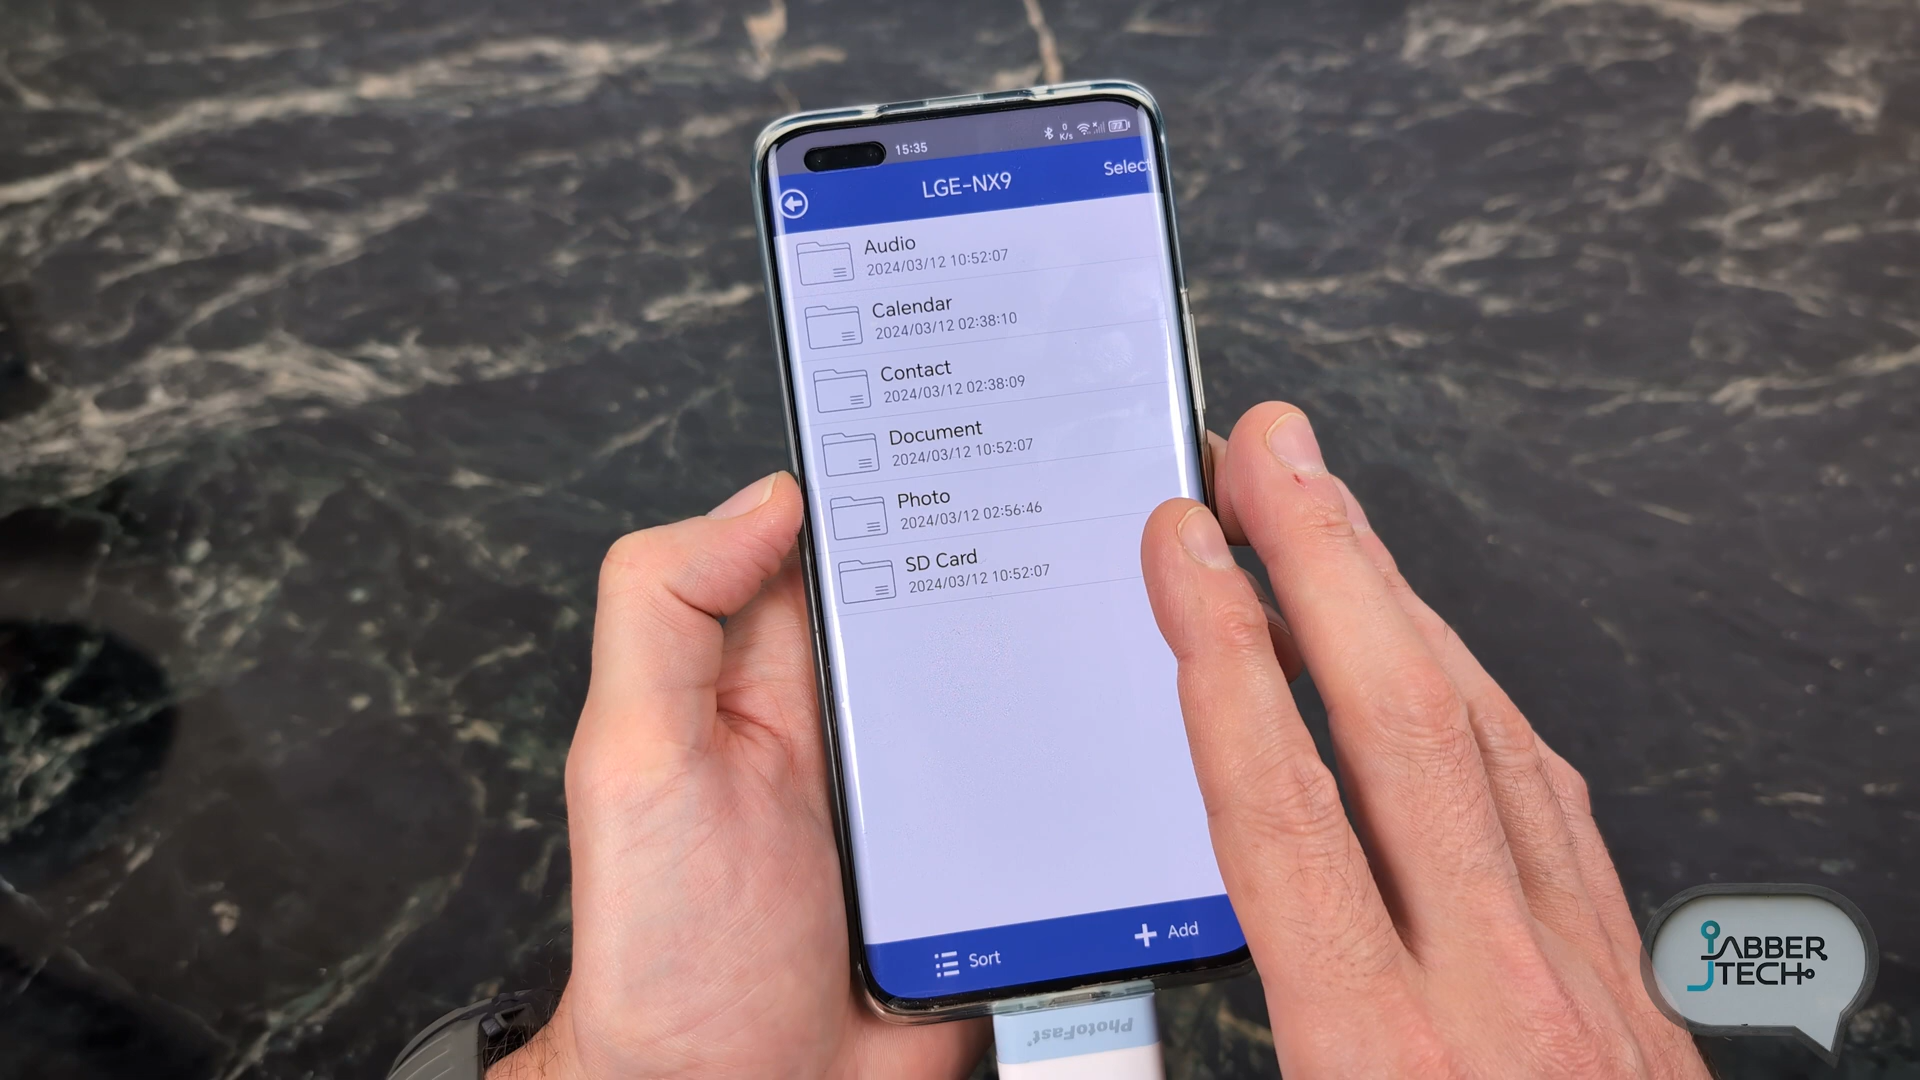 15:35
0
K/s
77
LGE-NX9
Select
Audio
2024/03/12 10:52:07
Calendar
2024/03/12 02:38:10
Contact
2024/03/12 02:38:09
Document
2024/03/12 10:52:07
Photo
2024/03/12 02:56:46
SD Card
2024/03/12 10:52:07
Sort
Add
PhotoFast
JABBER
TECH